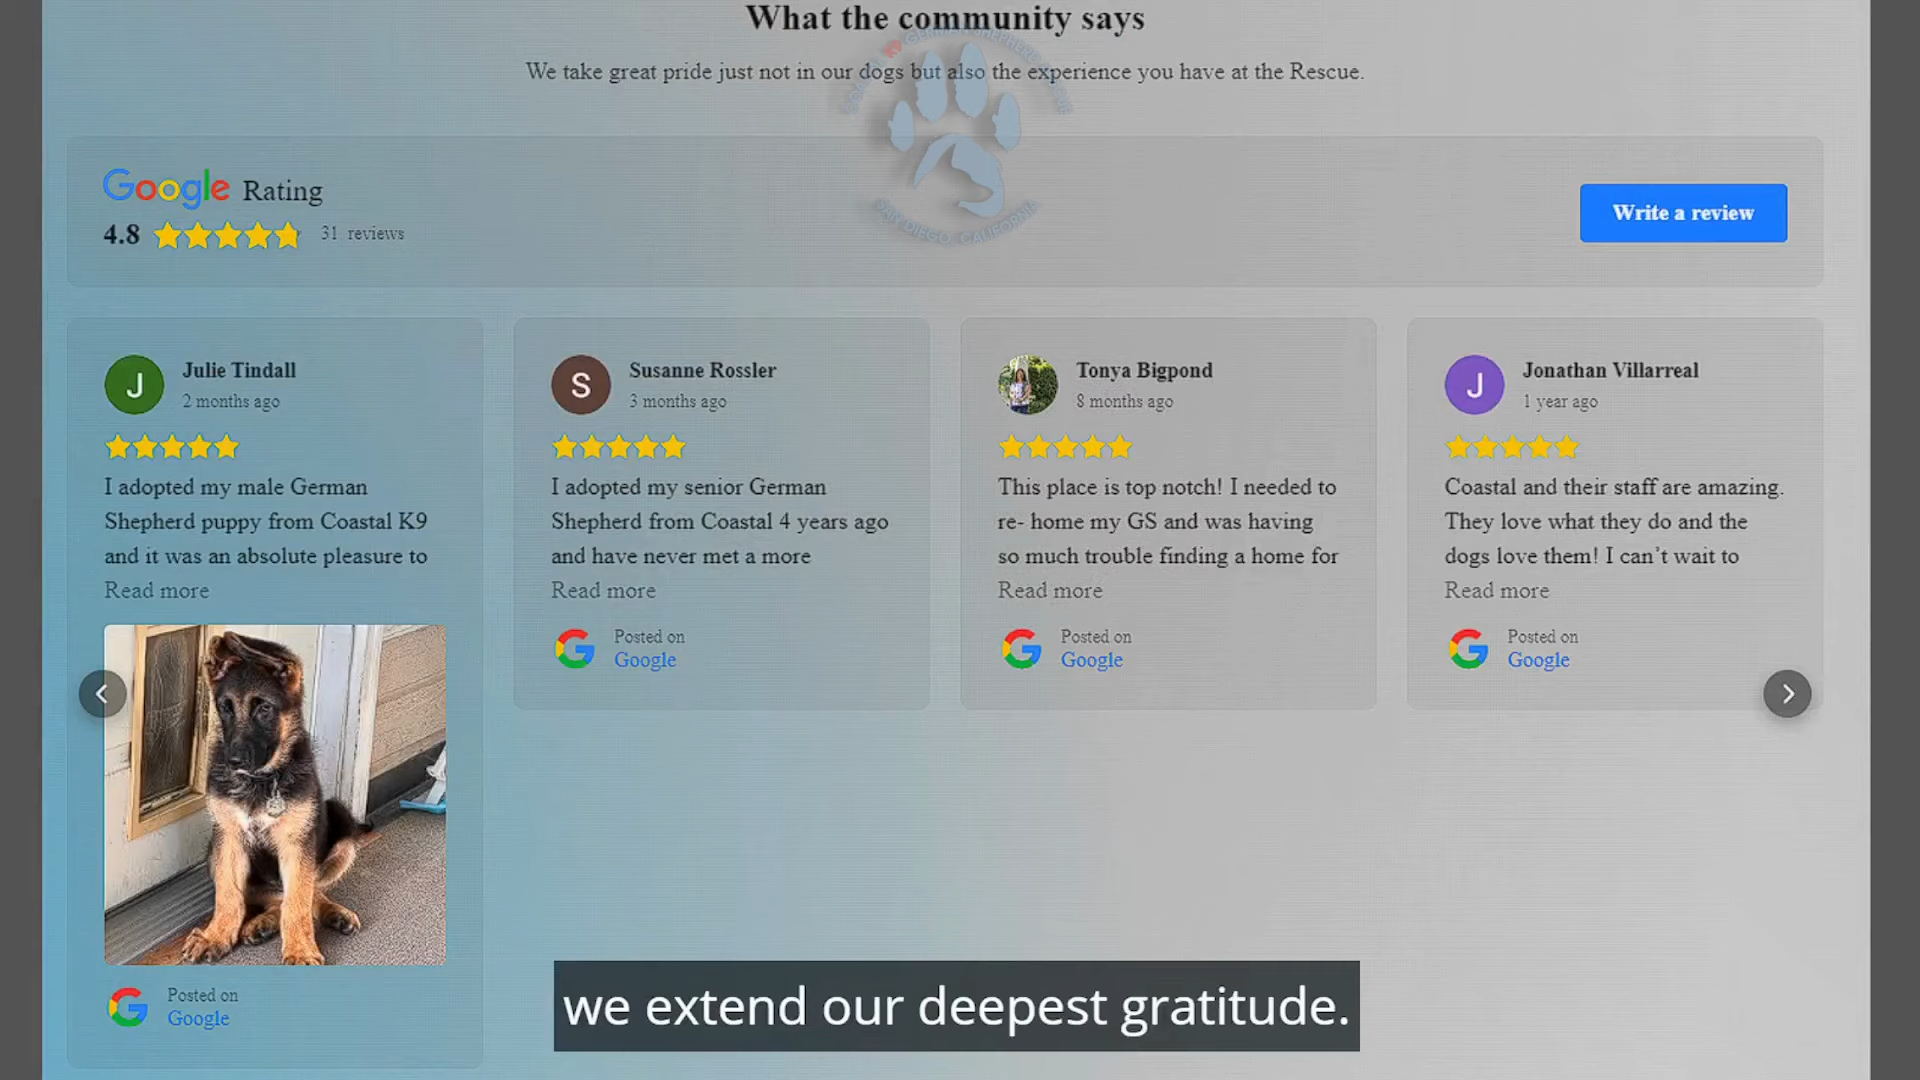 What the community says
We take great pride just not in our dogs but also the experience you have at the Rescue.
GERMAN SHEPHERD
SAN DIEGO, CALIFORNIA
Google Rating
4.8
31 reviews
Write a review
J
Julie Tindall
2 months ago
I adopted my male German
Shepherd puppy from Coastal K9
and it was an absolute pleasure to
Read more
Posted on
Google
S
Susanne Rossler
3 months ago
I adopted my senior German
Shepherd from Coastal 4 years ago
and have never met a more
Read more
Posted on
Google
Tonya Bigpond
8 months ago
This place is top notch! I needed to
re- home my GS and was having
so much trouble finding a home for
Read more
Posted on
Google
J
Jonathan Villarreal
1 year ago
Coastal and their staff are amazing.
They love what they do and the
dogs love them! I can’t wait to
Read more
Posted on
Google
we extend our deepest gratitude.